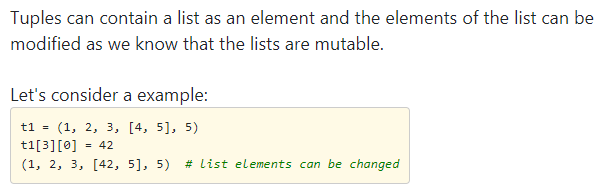 Tuples can contain a list as an element and the elements of the list can be
modified as we know that the lists are mutable.
Let's consider a example:
t1 = (1, 2, 3, [4, 5], 5)
t1[3][0] = 42
(1, 2, 3, [42, 5], 5)  # list elements can be changed